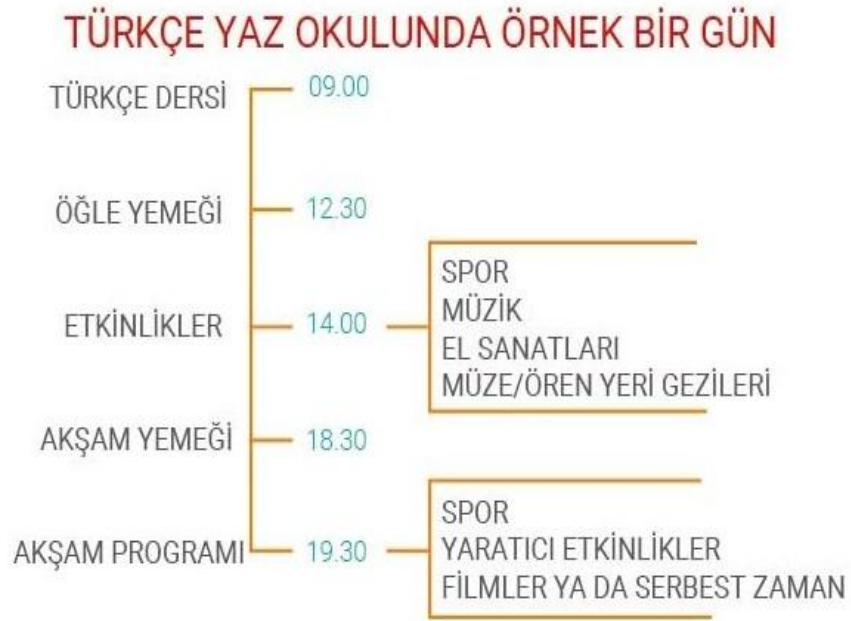 TÜRKÇE YAZ OKULUNDA ÖRNEK BİR GÜN
TÜRKÇE DERSİ 09.00
ÖĞLE YEMEĞİ 12.30
ETKİNLİKLER 14.00
SPOR
MÜZİK
EL SANATLARI
MÜZE/ÖREN YERİ GEZİLERİ
AKŞAM YEMEĞİ 18.30
AKŞAM PROGRAMI 19.30
SPOR
YARATICI ETKİNLİKLER
FİLMLER YA DA SERBEST ZAMAN